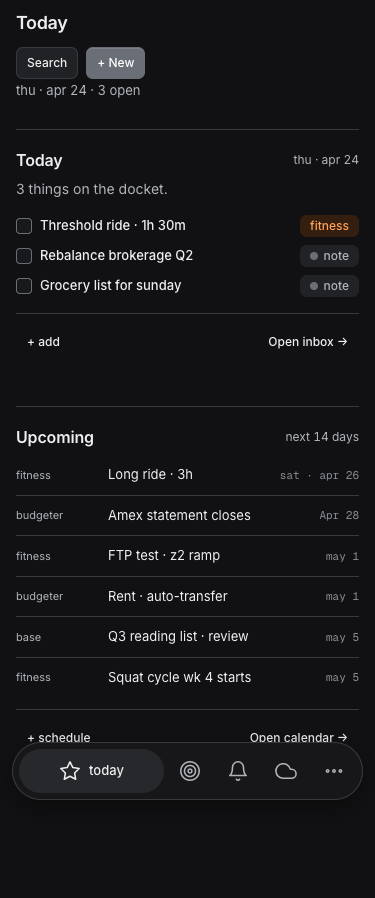 Today
Search
+ New
thu · apr 24 · 3 open
Today
thu · apr 24
3 things on the docket.
Threshold ride · 1h 30m
fitness
Rebalance brokerage Q2
note
Grocery list for sunday
note
+ add
Open inbox →
Upcoming
next 14 days
fitness
Long ride · 3h
sat · apr 26
budgeter
Amex statement closes
Apr 28
fitness
FTP test · z2 ramp
may 1
budgeter
Rent · auto-transfer
may 1
base
Q3 reading list · review
may 5
fitness
Squat cycle wk 4 starts
may 5
+ schedule
Open calendar →
today